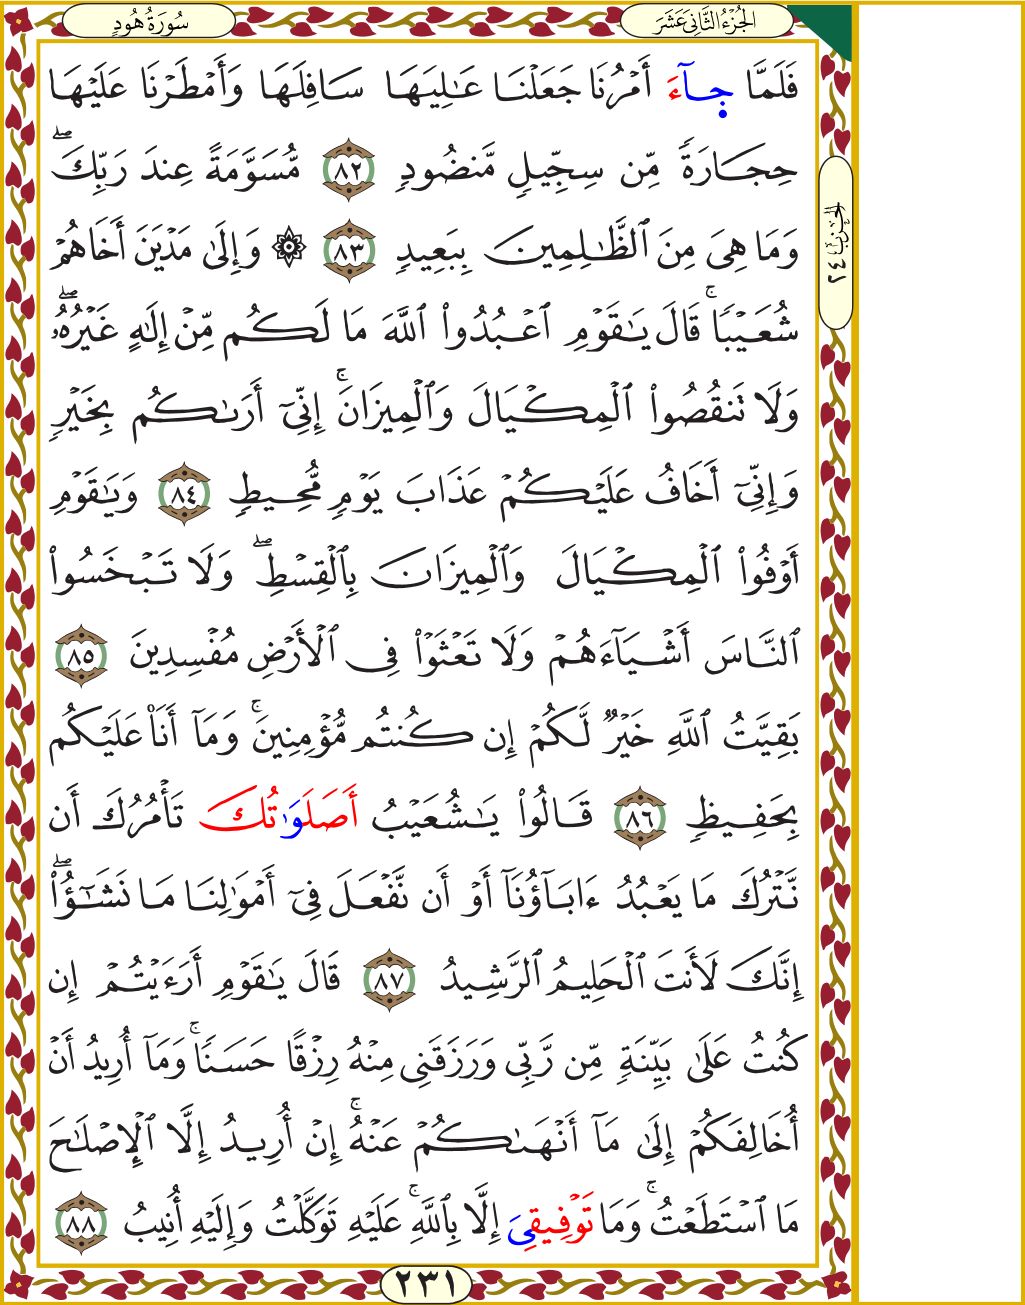 سُورَةُ هُودٍ
الجُزْءُ الثَّانِي عَشَرَ
فَلَمَّا جِآءَ أَمْرُنَا جَعَلْنَا عَٰلِيَهَا سَافِلَهَا وَأَمْطَرْنَا عَلَيْهَا
حِجَارَةً مِّن سِجِّيلٍ مَّنضُودٍ ٨٢ مُّسَوَّمَةً عِندَ رَبِّكَۖ
وَمَا هِيَ مِنَ ٱلظَّٰلِمِينَ بِبَعِيدٍ ٨٣ ۞ وَإِلَىٰ مَدْيَنَ أَخَاهُمْ
شُعَيْبًاۚ قَالَ يَٰقَوْمِ ٱعْبُدُوا۟ ٱللَّهَ مَا لَكُم مِّنْ إِلَٰهٍ غَيْرُهُۥۖ
وَلَا تَنقُصُوا۟ ٱلْمِكْيَالَ وَٱلْمِيزَانَۚ إِنِّيٓ أَرَىٰكُم بِخَيْرٍ
وَإِنِّيٓ أَخَافُ عَلَيْكُمْ عَذَابَ يَوْمٍ مُّحِيطٍ ٨٤ وَيَٰقَوْمِ
أَوْفُوا۟ ٱلْمِكْيَالَ وَٱلْمِيزَانَ بِٱلْقِسْطِۖ وَلَا تَبْخَسُوا۟
ٱلنَّاسَ أَشْيَآءَهُمْ وَلَا تَعْثَوْا۟ فِي ٱلْأَرْضِ مُفْسِدِينَ ٨٥
بَقِيَّتُ ٱللَّهِ خَيْرٌ لَّكُمْ إِن كُنتُم مُّؤْمِنِينَۚ وَمَآ أَنَا۠ عَلَيْكُم
بِحَفِيظٍ ٨٦ قَالُوا۟ يَٰشُعَيْبُ أَصَلَوَٰتُكَ تَأْمُرُكَ أَن
نَّتْرُكَ مَا يَعْبُدُ ءَابَآؤُنَآ أَوْ أَن نَّفْعَلَ فِيٓ أَمْوَٰلِنَا مَا نَشَٰٓؤُا۟ۖ
إِنَّكَ لَأَنتَ ٱلْحَلِيمُ ٱلرَّشِيدُ ٨٧ قَالَ يَٰقَوْمِ أَرَءَيْتُمْ إِن
كُنتُ عَلَىٰ بَيِّنَةٍ مِّن رَّبِّي وَرَزَقَنِي مِنْهُ رِزْقًا حَسَنًاۚ وَمَآ أُرِيدُ أَنْ
أُخَالِفَكُمْ إِلَىٰ مَآ أَنْهَىٰكُمْ عَنْهُۚ إِنْ أُرِيدُ إِلَّا ٱلْإِصْلَٰحَ
مَا ٱسْتَطَعْتُۚ وَمَا تَوْفِيقِيَ إِلَّا بِٱللَّهِۚ عَلَيْهِ تَوَكَّلْتُ وَإِلَيْهِ أُنِيبُ ٨٨
الحِزْب ٢٤
٢٣١